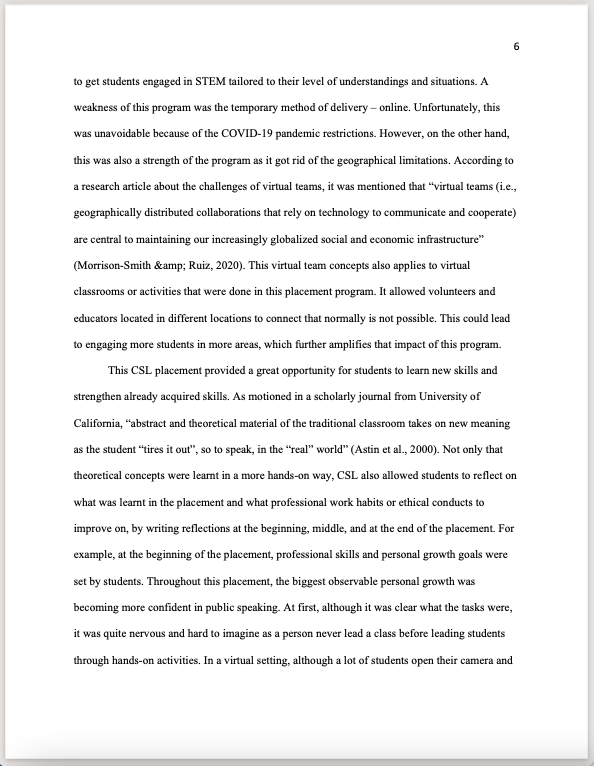 6
to get students engaged in STEM tailored to their level of understandings and situations. A
weakness of this program was the temporary method of delivery – online. Unfortunately, this
was unavoidable because of the COVID-19 pandemic restrictions. However, on the other hand,
this was also a strength of the program as it got rid of the geographical limitations. According to
a research article about the challenges of virtual teams, it was mentioned that “virtual teams (i.e.,
geographically distributed collaborations that rely on technology to communicate and cooperate)
are central to maintaining our increasingly globalized social and economic infrastructure”
(Morrison-Smith &amp; Ruiz, 2020). This virtual team concepts also applies to virtual
classrooms or activities that were done in this placement program. It allowed volunteers and
educators located in different locations to connect that normally is not possible. This could lead
to engaging more students in more areas, which further amplifies that impact of this program.
This CSL placement provided a great opportunity for students to learn new skills and
strengthen already acquired skills. As motioned in a scholarly journal from University of
California, “abstract and theoretical material of the traditional classroom takes on new meaning
as the student “tires it out”, so to speak, in the “real” world” (Astin et al., 2000). Not only that
theoretical concepts were learnt in a more hands-on way, CSL also allowed students to reflect on
what was learnt in the placement and what professional work habits or ethical conducts to
improve on, by writing reflections at the beginning, middle, and at the end of the placement. For
example, at the beginning of the placement, professional skills and personal growth goals were
set by students. Throughout this placement, the biggest observable personal growth was
becoming more confident in public speaking. At first, although it was clear what the tasks were,
it was quite nervous and hard to imagine as a person never lead a class before leading students
through hands-on activities. In a virtual setting, although a lot of students open their camera and